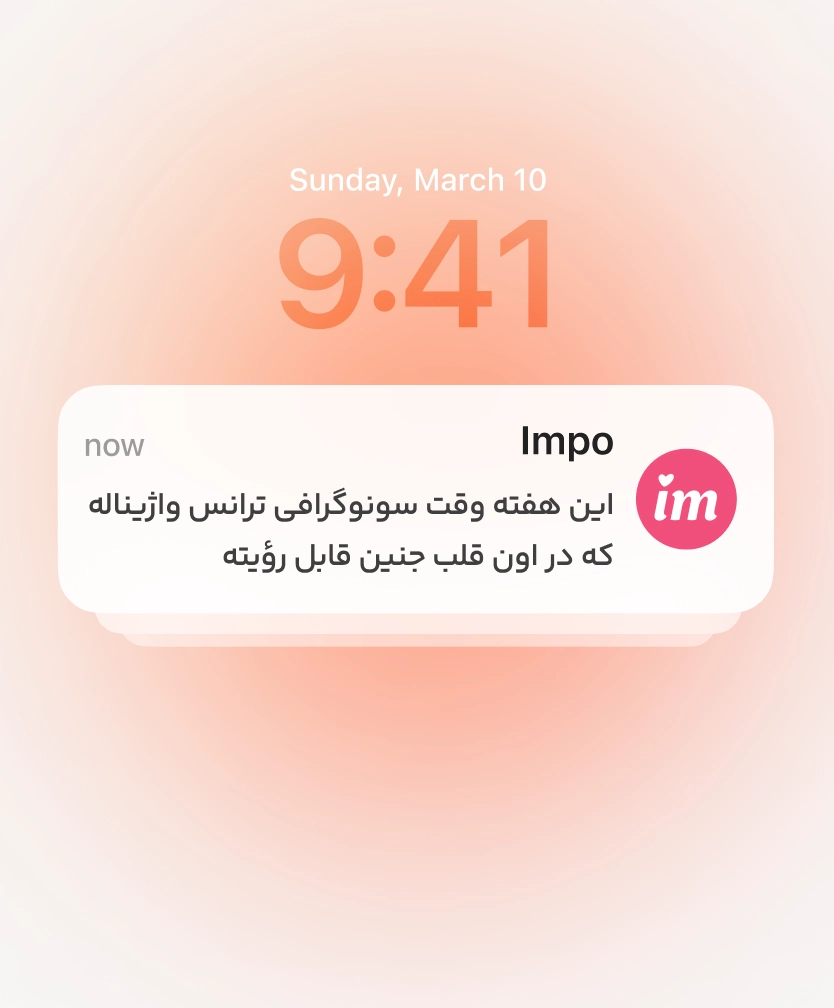 Sunday, March 10
9:41
Impo
now
im
این هفته وقت سونوگرافی ترانس واژیناله
که در اون قلب جنین قابل رؤیته